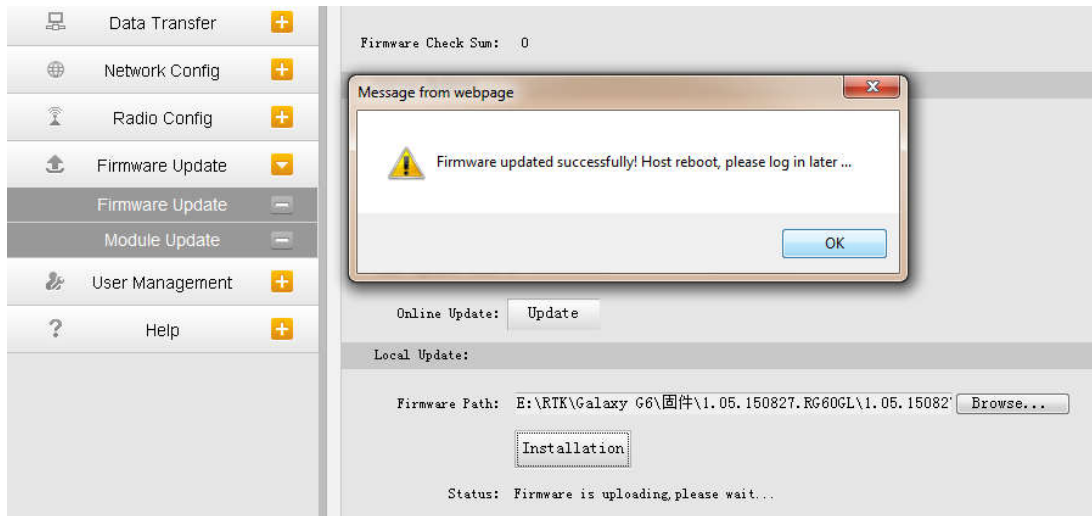 Data Transfer
Network Config
Radio Config
Firmware Update
Firmware Update
Module Update
User Management
? Help
Firmware Check Sum: 0
Message from webpage
Firmware updated successfully! Host reboot, please log in later ...
OK
Online Update: Update
Local Update:
Firmware Path: E:\RTK\Galaxy G6\固件\1.05.150827.RG60GL\1.05.15082 Browse...
Installation
Status: Firmware is uploading,please wait...